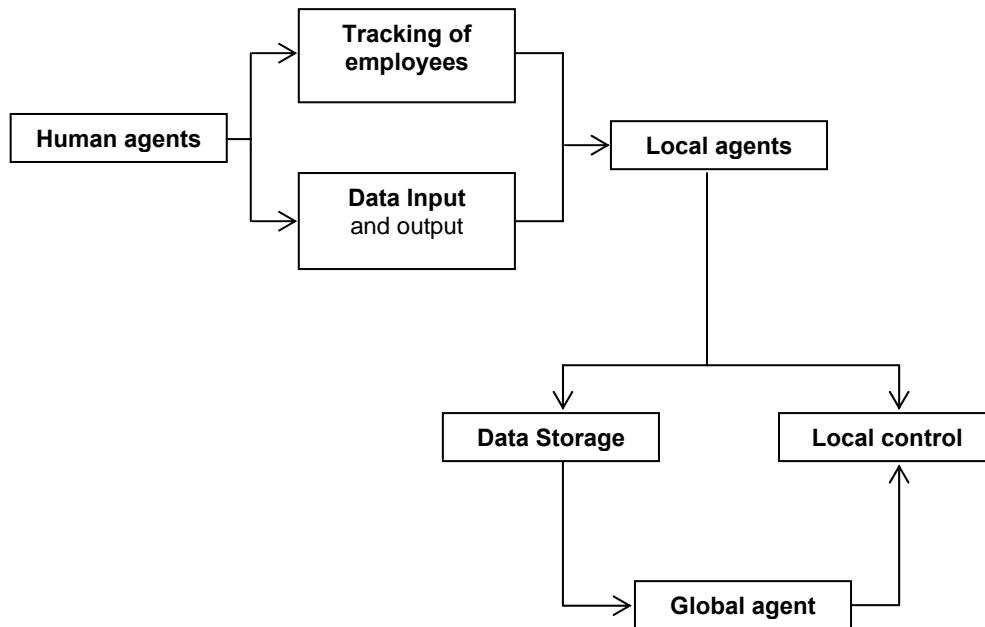 Tracking of
employees
Human agents
Local agents
Data Input
and output
Data Storage
Local control
Global agent